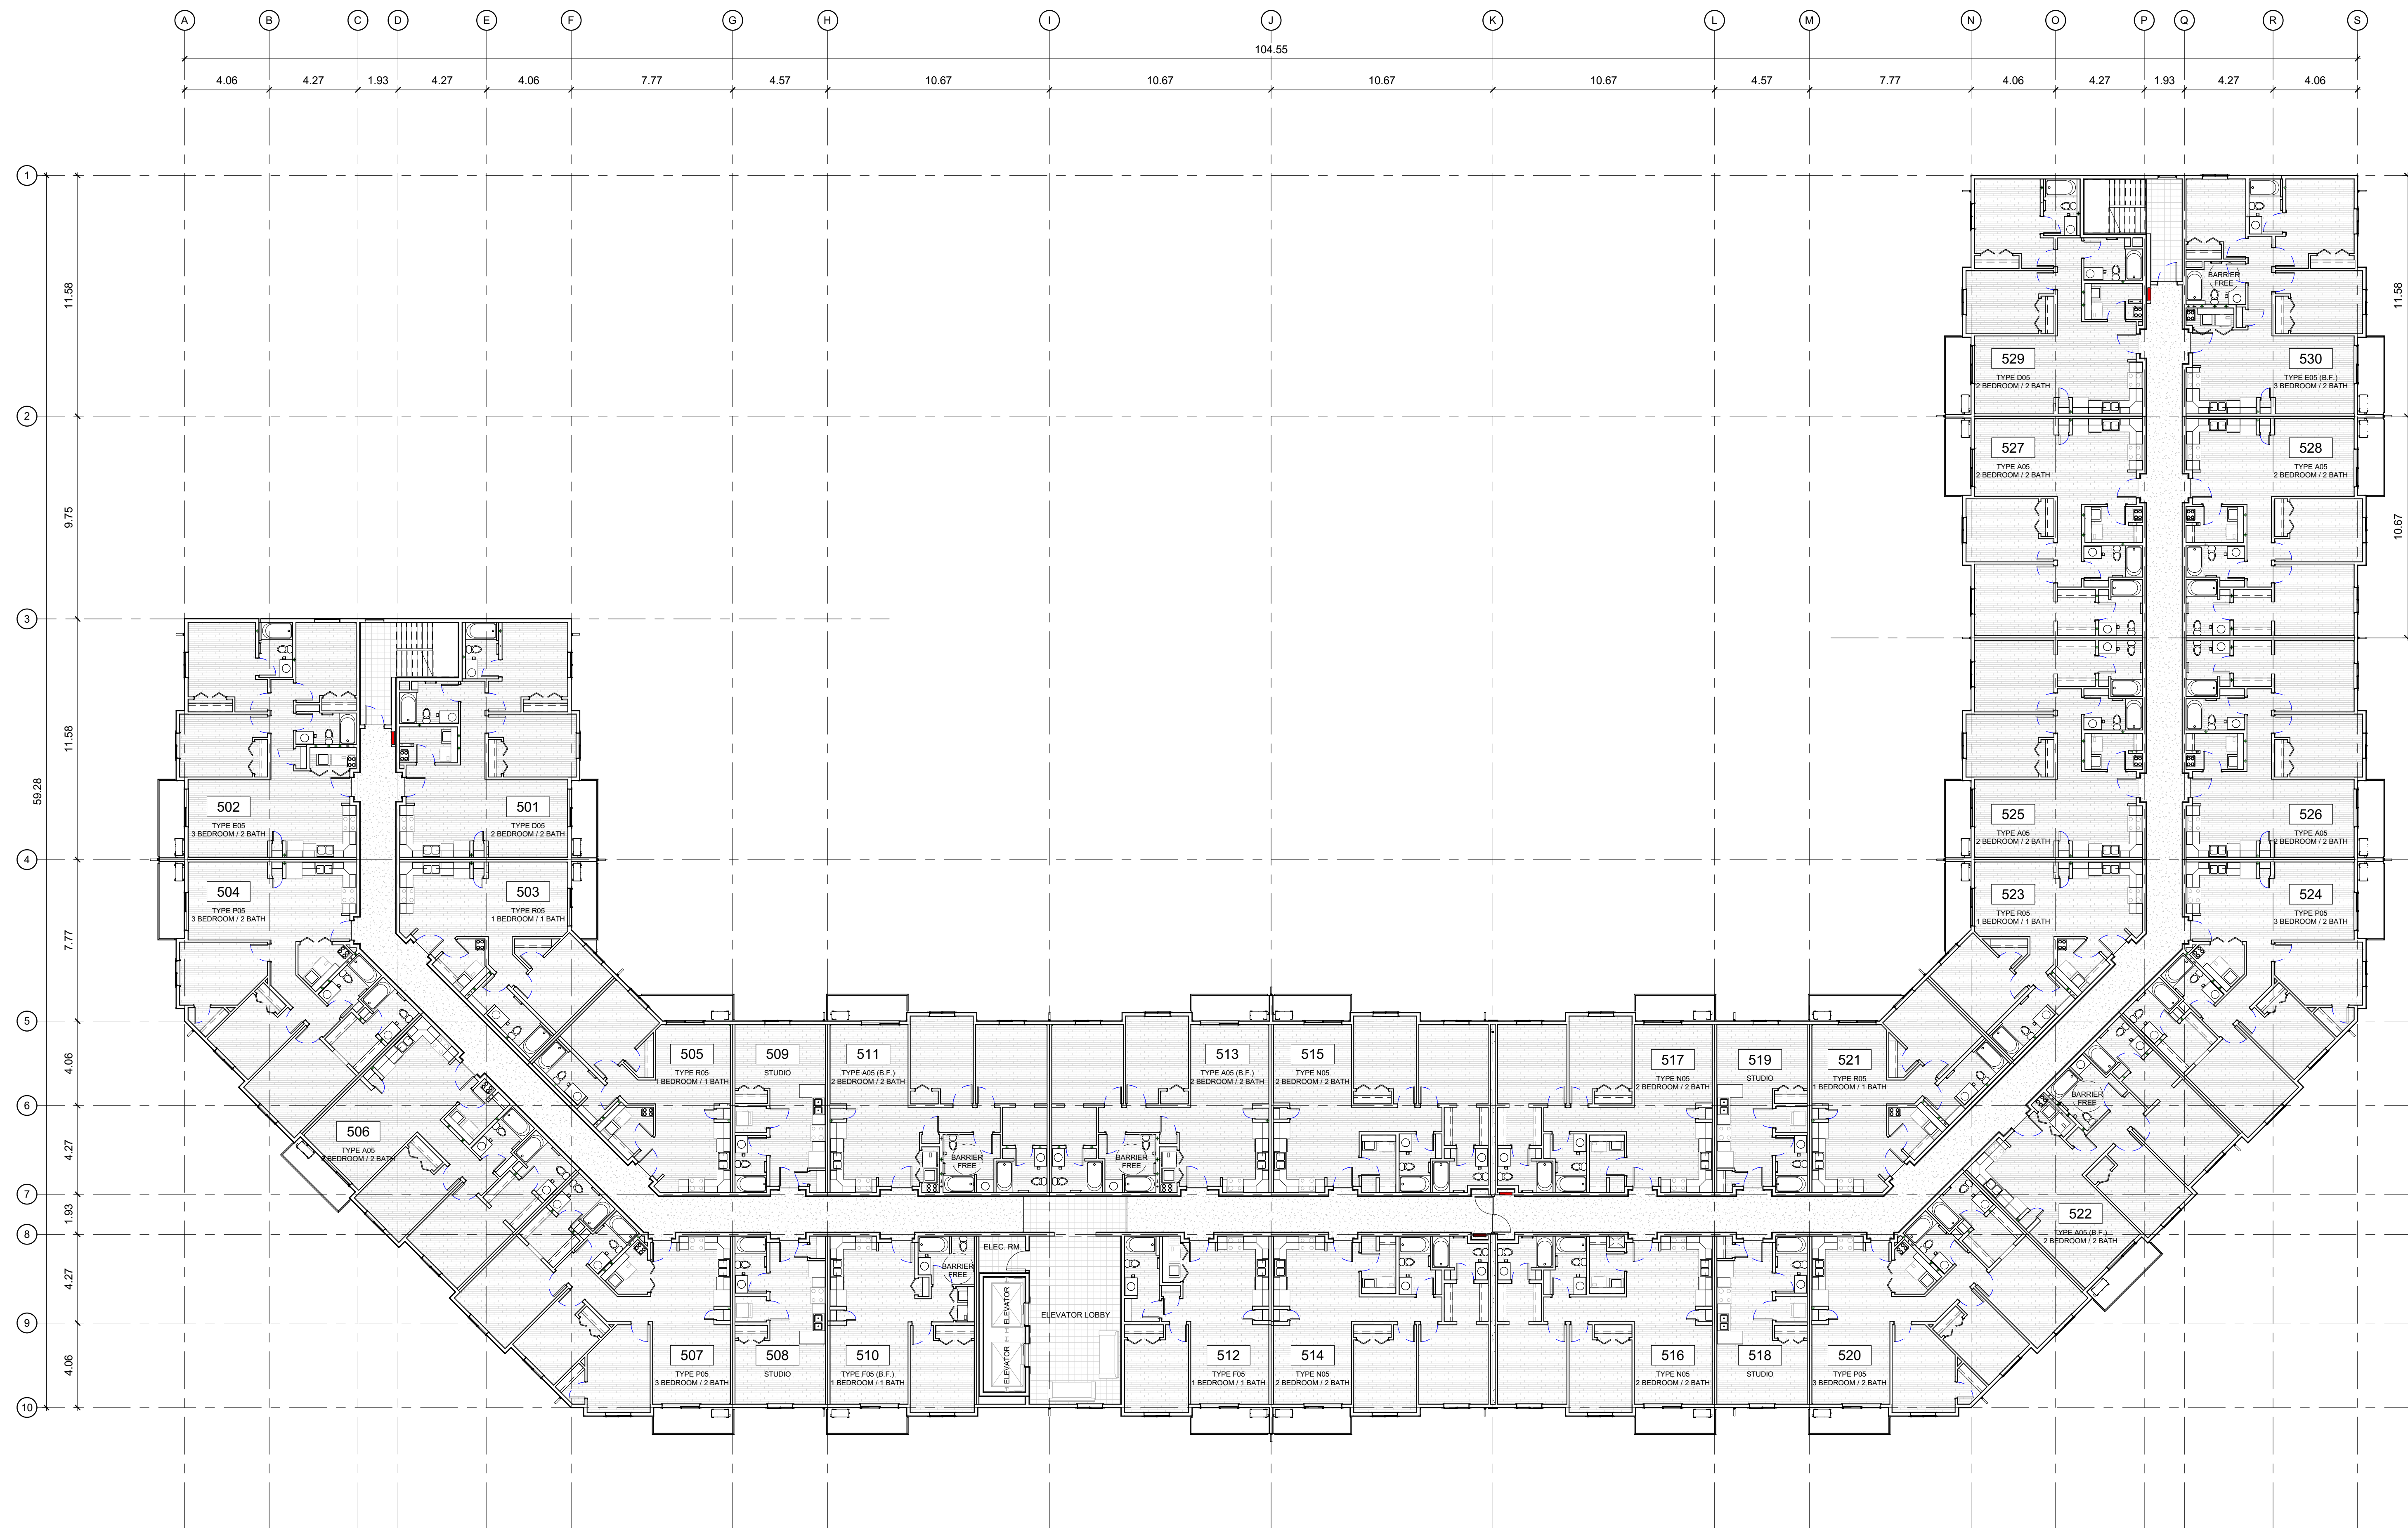 A B C D E F G H I J K L M N O P Q R S
104.55
4.06 4.27 1.93 4.27 4.06 7.77 4.57 10.67 10.67 10.67 10.67 4.57 7.77 4.06 4.27 1.93 4.27 4.06
1
11.58
11.58
BARRIER
FREE
529
TYPE D05
2 BEDROOM / 2 BATH
530
TYPE E05 (B.F.)
3 BEDROOM / 2 BATH
2
527
TYPE A05
2 BEDROOM / 2 BATH
528
TYPE A05
2 BEDROOM / 2 BATH
9.75
10.67
3
11.58
59.28
502
TYPE E05
3 BEDROOM / 2 BATH
501
TYPE D05
2 BEDROOM / 2 BATH
525
TYPE A05
2 BEDROOM / 2 BATH
526
TYPE A05
2 BEDROOM / 2 BATH
4
504
TYPE P05
3 BEDROOM / 2 BATH
503
TYPE R05
1 BEDROOM / 1 BATH
523
TYPE R05
1 BEDROOM / 1 BATH
524
TYPE P05
3 BEDROOM / 2 BATH
7.77
5
4.06
505
TYPE R05
1 BEDROOM / 1 BATH
509
STUDIO
511
TYPE A05 (B.F.)
2 BEDROOM / 2 BATH
513
TYPE A05 (B.F.)
2 BEDROOM / 2 BATH
515
TYPE N05
2 BEDROOM / 2 BATH
517
TYPE N05
2 BEDROOM / 2 BATH
519
STUDIO
521
TYPE R05
1 BEDROOM / 1 BATH
BARRIER
FREE
6
506
TYPE A05
2 BEDROOM / 2 BATH
4.27
BARRIER
FREE
BARRIER
FREE
7
1.93
522
TYPE A05 (B.F.)
2 BEDROOM / 2 BATH
8
ELEC. RM.
BARRIER
FREE
4.27
ELEVATOR
ELEVATOR LOBBY
9
ELEVATOR
4.06
507
TYPE P05
3 BEDROOM / 2 BATH
508
STUDIO
510
TYPE F05 (B.F.)
1 BEDROOM / 1 BATH
512
TYPE F05
1 BEDROOM / 1 BATH
514
TYPE N05
2 BEDROOM / 2 BATH
516
TYPE N05
2 BEDROOM / 2 BATH
518
STUDIO
520
TYPE P05
3 BEDROOM / 2 BATH
10